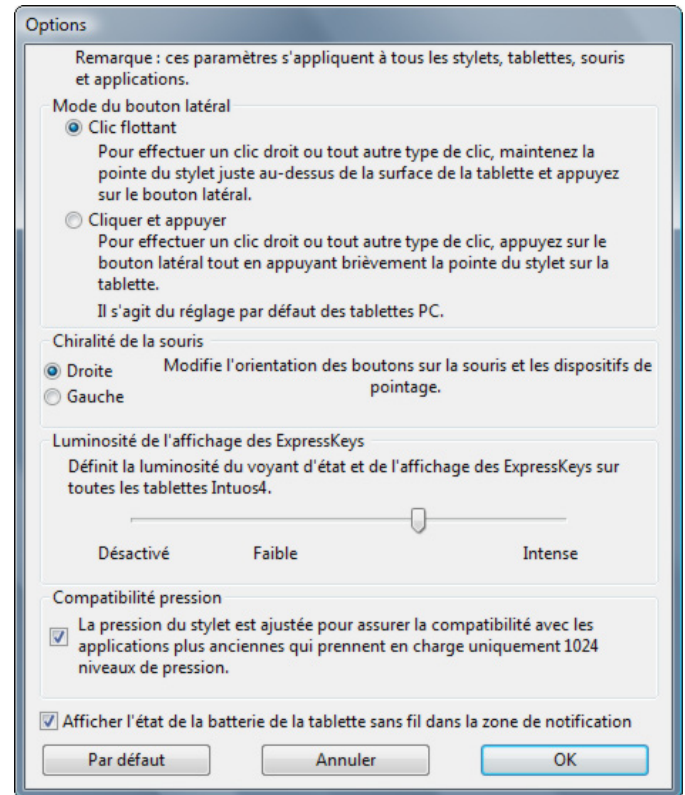 Options
Remarque : ces paramètres s'appliquent à tous les stylets, tablettes, souris
et applications.
Mode du bouton latéral
Clic flottant
Pour effectuer un clic droit ou tout autre type de clic, maintenez la
pointe du stylet juste au-dessus de la surface de la tablette et appuyez
sur le bouton latéral.
Cliquer et appuyer
Pour effectuer un clic droit ou tout autre type de clic, appuyez sur le
bouton latéral tout en appuyant brièvement la pointe du stylet sur la
tablette.
Il s'agit du réglage par défaut des tablettes PC.
Chiralité de la souris
Droite
Modifie l'orientation des boutons sur la souris et les dispositifs de
pointage.
Gauche
Luminosité de l'affichage des ExpressKeys
Définit la luminosité du voyant d'état et de l'affichage des ExpressKeys sur
toutes les tablettes Intuos4.
Désactivé Faible Intense
Compatibilité pression
La pression du stylet est ajustée pour assurer la compatibilité avec les
applications plus anciennes qui prennent en charge uniquement 1024
niveaux de pression.
Afficher l'état de la batterie de la tablette sans fil dans la zone de notification
Par défaut Annuler OK